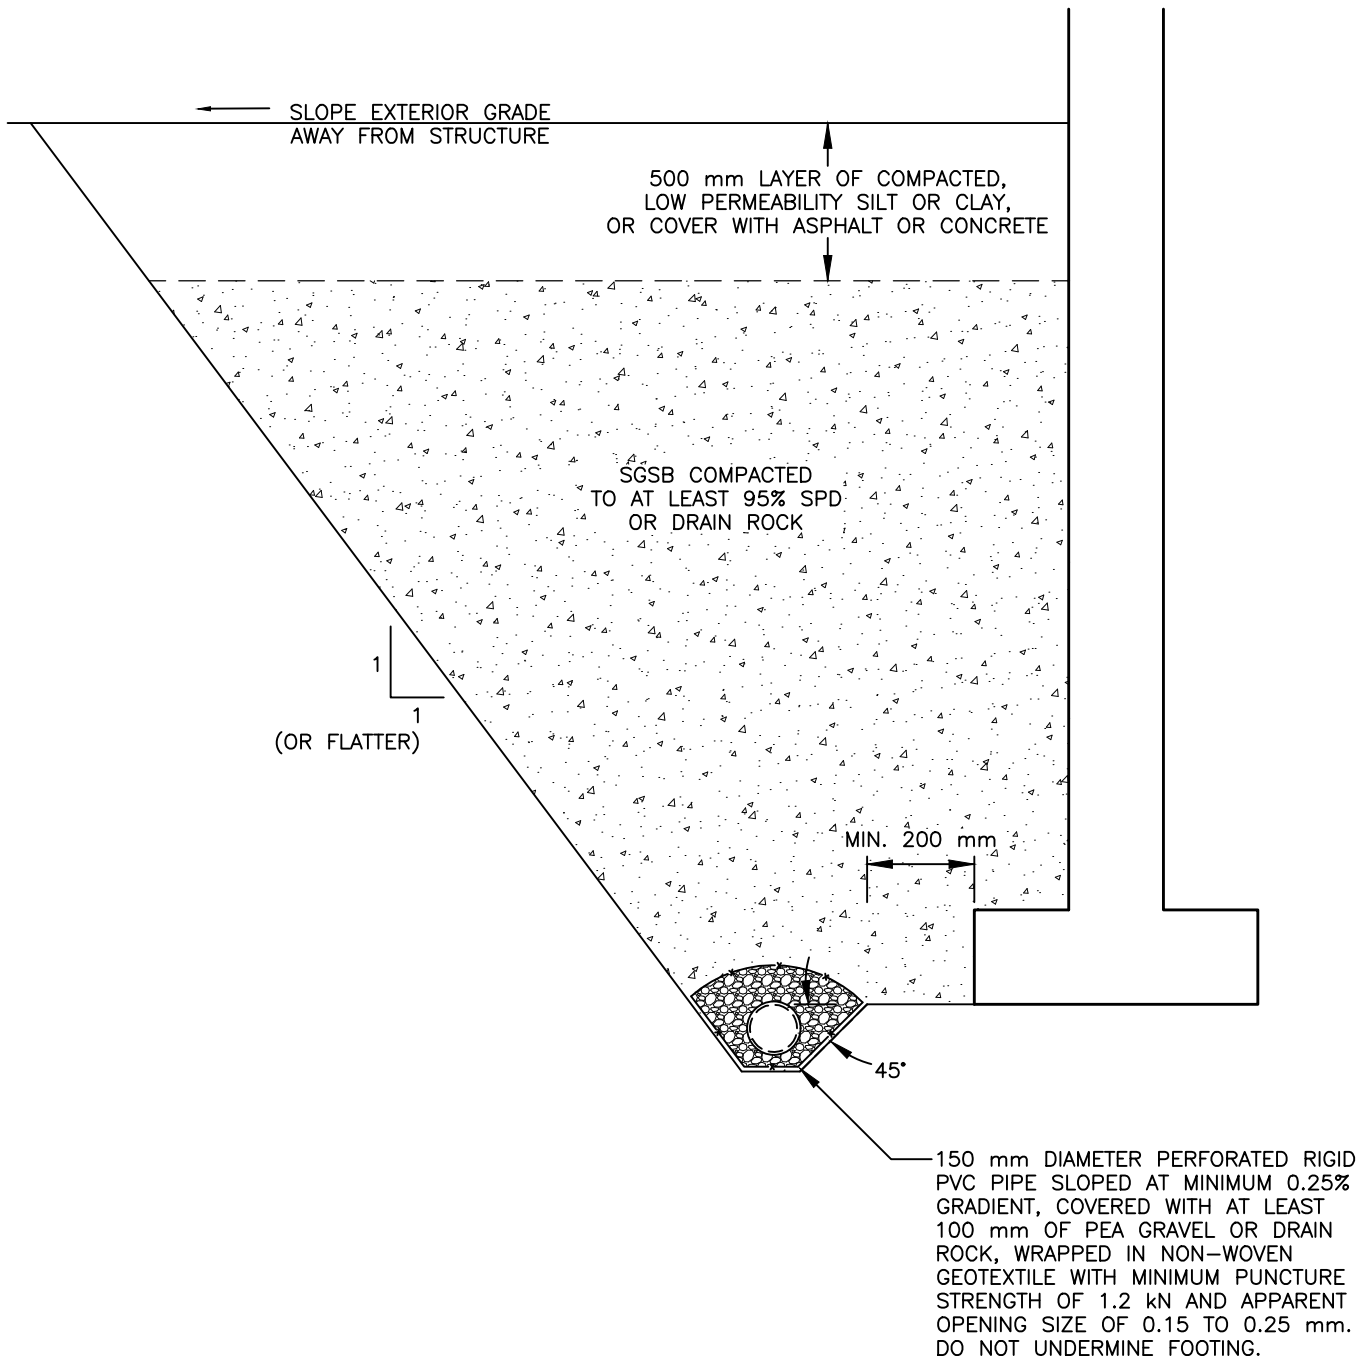 SLOPE EXTERIOR GRADE
AWAY FROM STRUCTURE
500 mm LAYER OF COMPACTED,
LOW PERMEABILITY SILT OR CLAY,
OR COVER WITH ASPHALT OR CONCRETE
SGSB COMPACTED
TO AT LEAST 95% SPD
OR DRAIN ROCK
1
1
(OR FLATTER)
MIN. 200 mm
45°
150 mm DIAMETER PERFORATED RIGID
PVC PIPE SLOPED AT MINIMUM 0.25%
GRADIENT, COVERED WITH AT LEAST
100 mm OF PEA GRAVEL OR DRAIN
ROCK, WRAPPED IN NON-WOVEN
GEOTEXTILE WITH MINIMUM PUNCTURE
STRENGTH OF 1.2 kN AND APPARENT
OPENING SIZE OF 0.15 TO 0.25 mm.
DO NOT UNDERMINE FOOTING.